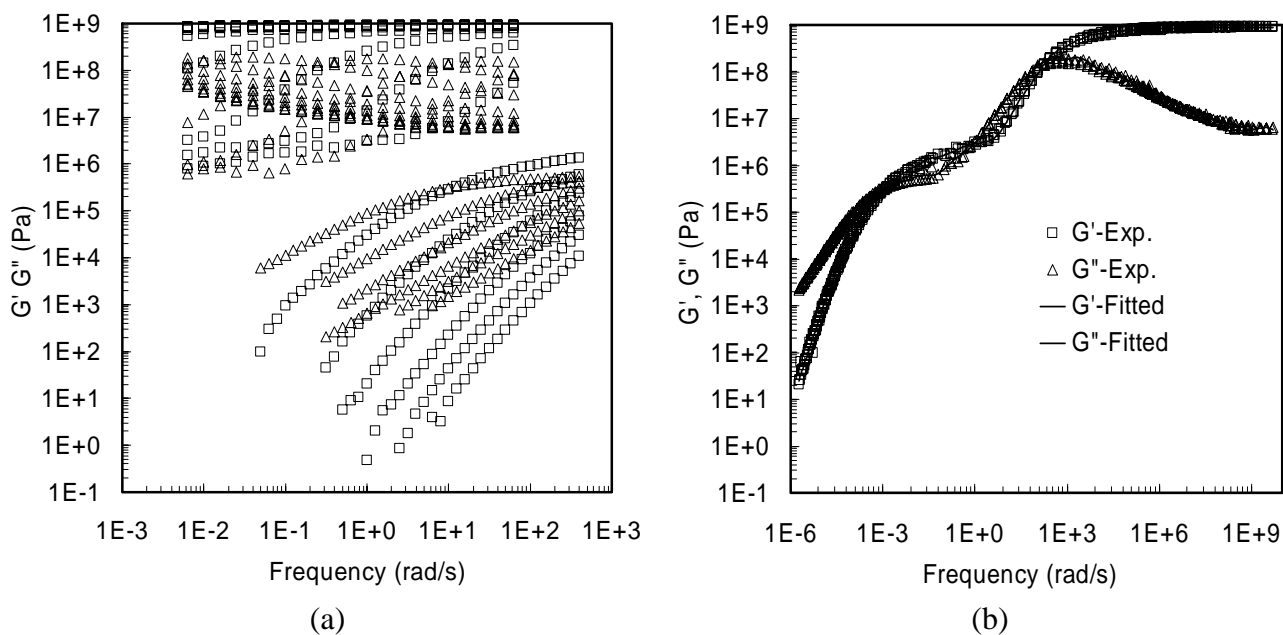 1E+9
1E+8
1E+7
1E+6
1E+5
1E+4
1E+3
1E+2
1E+1
1E+0
1E-1
G' G" (Pa)
1E-3 1E-2 1E-1 1E+0 1E+1 1E+2 1E+3
Frequency (rad/s)
(a)
1E+9
1E+8
1E+7
1E+6
1E+5
1E+4
1E+3
1E+2
1E+1
1E+0
1E-1
G', G" (Pa)
G'-Exp.
G"-Exp.
G'-Fitted
G"-Fitted
1E-6 1E-3 1E+0 1E+3 1E+6 1E+9
Frequency (rad/s)
(b)